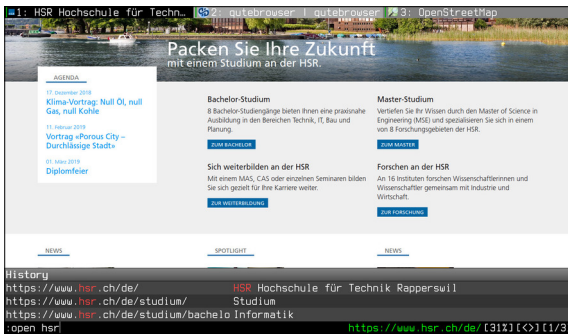 1: HSR Hochschule für Techn… 2: qutebrowser | qutebrowser 3: OpenStreetMap
Packen Sie Ihre Zukunft
mit einem Studium an der HSR.
AGENDA
17. Dezember 2018
Klima-Vortrag: Null Öl, null
Gas, null Kohle
11. Februar 2019
Vortrag «Porous City –
Durchlässige Stadt»
01. März 2019
Diplomfeier
Bachelor-Studium
8 Bachelor-Studiengänge bieten Ihnen eine praxisnahe
Ausbildung in den Bereichen Technik, IT, Bau und
Planung.
ZUM BACHELOR
Master-Studium
Vertiefen Sie Ihr Wissen durch den Master of Science in
Engineering (MSE) und spezialisieren Sie sich in einem
von 8 Forschungsgebieten der HSR.
ZUM MASTER
Sich weiterbilden an der HSR
Mit einem MAS, CAS oder einzelnen Seminaren bilden
Sie sich gezielt für Ihre Karriere weiter.
ZUR WEITERBILDUNG
Forschen an der HSR
An 16 Instituten forschen Wissenschaftlerinnen und
Wissenschaftler gemeinsam mit Industrie und
Wirtschaft.
ZUR FORSCHUNG
NEWS SPOTLIGHT NEWS
History
https://www.hsr.ch/de/ HSR Hochschule für Technik Rapperswil
https://www.hsr.ch/de/studium/ Studium
https://www.hsr.ch/de/studium/bachelo Informatik
:open hsr https://www.hsr.ch/de/ [31%] [<>] [1/3